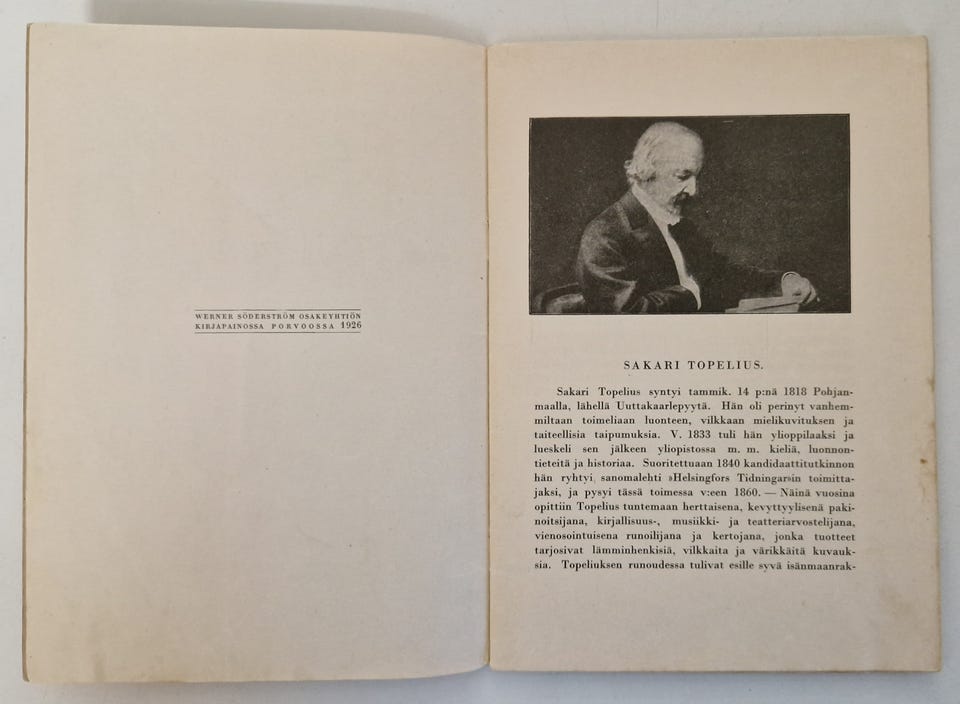 WERNER SÖDERSTRÖM OSAKEYHTIÖN
KIRJAPAINOSSA PORVOOSSA 1926
SAKARI TOPELIUS.
Sakari Topelius syntyi tammik. 14 p:nä 1818 Pohjan-
maalla, lähellä Uuttakaarlepyytä. Hän oli perinyt vanhem-
miltaan toimeliaan luonteen, vilkkaan mielikuvituksen ja
taiteellisia taipumuksia. V. 1833 tuli hän ylioppilaaksi ja
lueskeli sen jälkeen yliopistossa m. m. kieliä, luonnon-
tieteitä ja historiaa. Suoritettuaan 1840 kandidaattitutkinnon
hän ryhtyi sanomalehti »Helsingfors Tidningar»in toimitta-
jaksi, ja pysyi tässä toimessa v:een 1860. — Näinä vuosina
opittiin Topelius tuntemaan herttaisena, kevyttyylisenä paki-
noitsijana, kirjallisuus-, musiikki- ja teatteriarvostelijana,
vienosointuisena runoilijana ja kertojana, jonka tuotteet
tarjosivat lämminhenkisiä, vilkkaita ja värikkäitä kuvauk-
sia. Topeliuksen runoudessa tulivat esille syvä isänmaanrak-